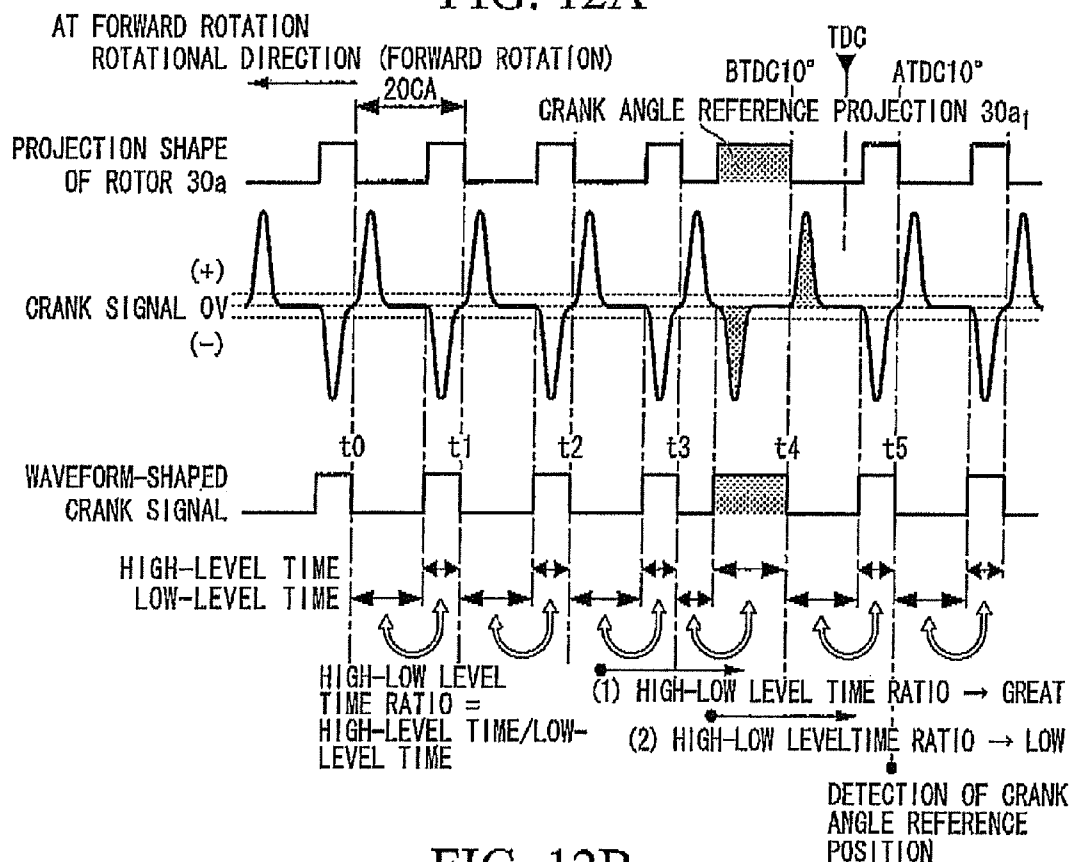 FIG. 12A
AT FORWARD ROTATION
ROTATIONAL DIRECTION (FORWARD ROTATION)
TDC
20CA
BTDC10°
ATDC10°
CRANK ANGLE REFERENCE PROJECTION 30a1
PROJECTION SHAPE
OF ROTOR 30a
(+)
CRANK SIGNAL 0V
(-)
t0 t1 t2 t3 t4 t5
WAVEFORM-SHAPED
CRANK SIGNAL
HIGH-LEVEL TIME
LOW-LEVEL TIME
HIGH-LOW LEVEL
TIME RATIO =
HIGH-LEVEL TIME/LOW-
LEVEL TIME
(1) HIGH-LOW LEVEL TIME RATIO → GREAT
(2) HIGH-LOW LEVELTIME RATIO → LOW
DETECTION OF CRANK
ANGLE REFERENCE
POSITION
FIG. 12B